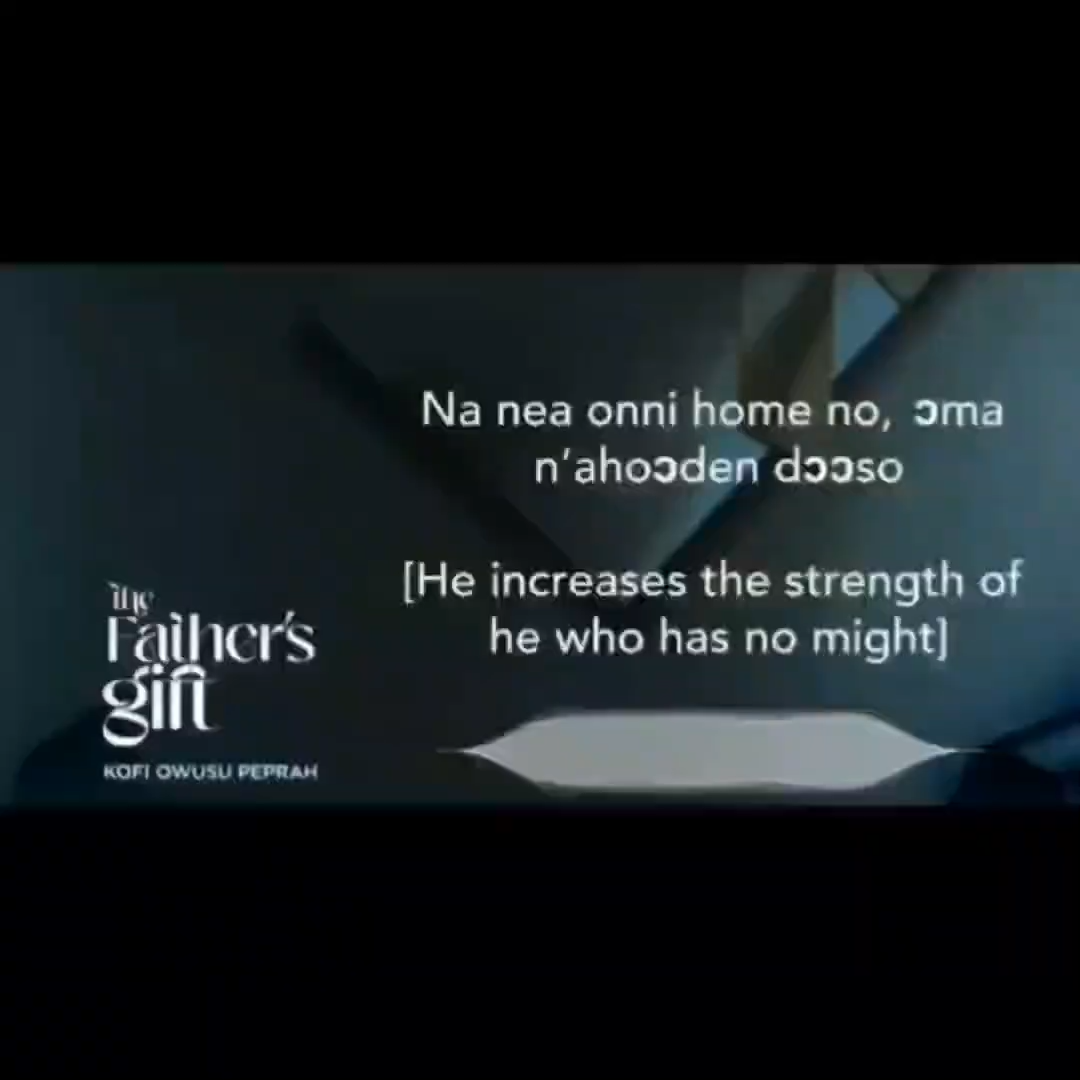 Na nea onni home no, ɔma
n'ahoɔden dɔɔso
[He increases the strength of
he who has no might]
The
Father's
gift
KOFI OWUSU PEPRAH